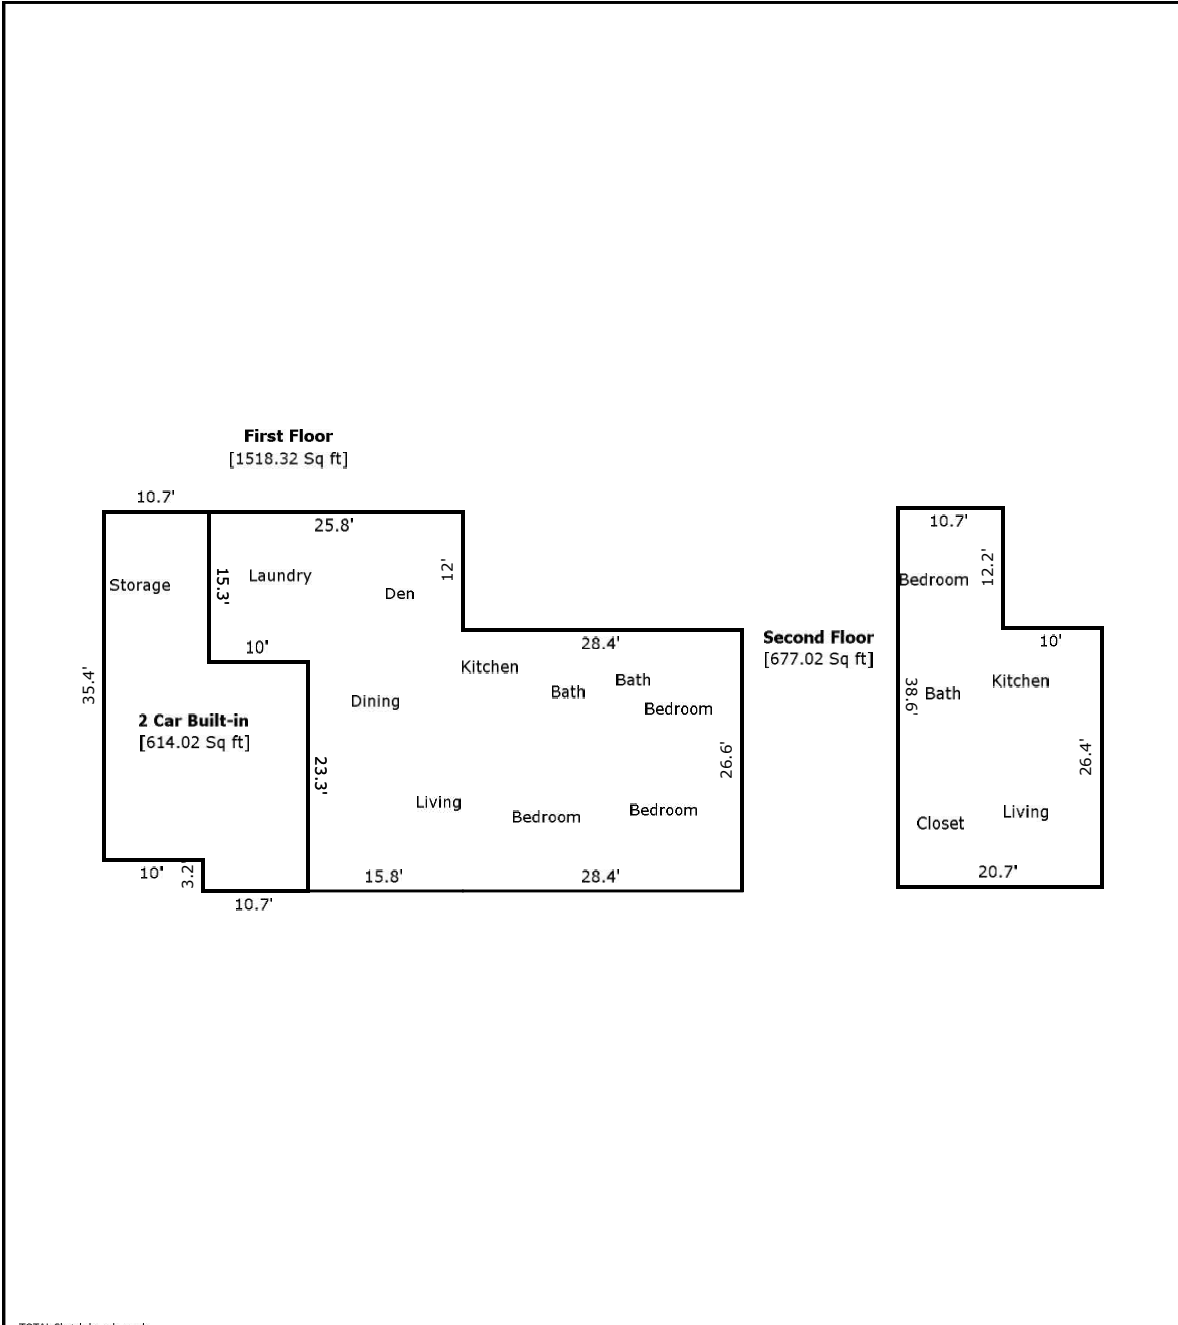 First Floor
[1518.32 Sq ft]
10.7'
25.8'
Storage
15.3'
Laundry
Den
12'
10'
28.4'
Kitchen
Bath
Bath
Bedroom
Dining
35.4'
2 Car Built-in
[614.02 Sq ft]
23.3'
26.6'
Living
Bedroom
Bedroom
10'
3.2'
15.8'
28.4'
10.7'
Second Floor
[677.02 Sq ft]
10.7'
12.2'
Bedroom
10'
Kitchen
38.6'
Bath
26.4'
Closet
Living
20.7'